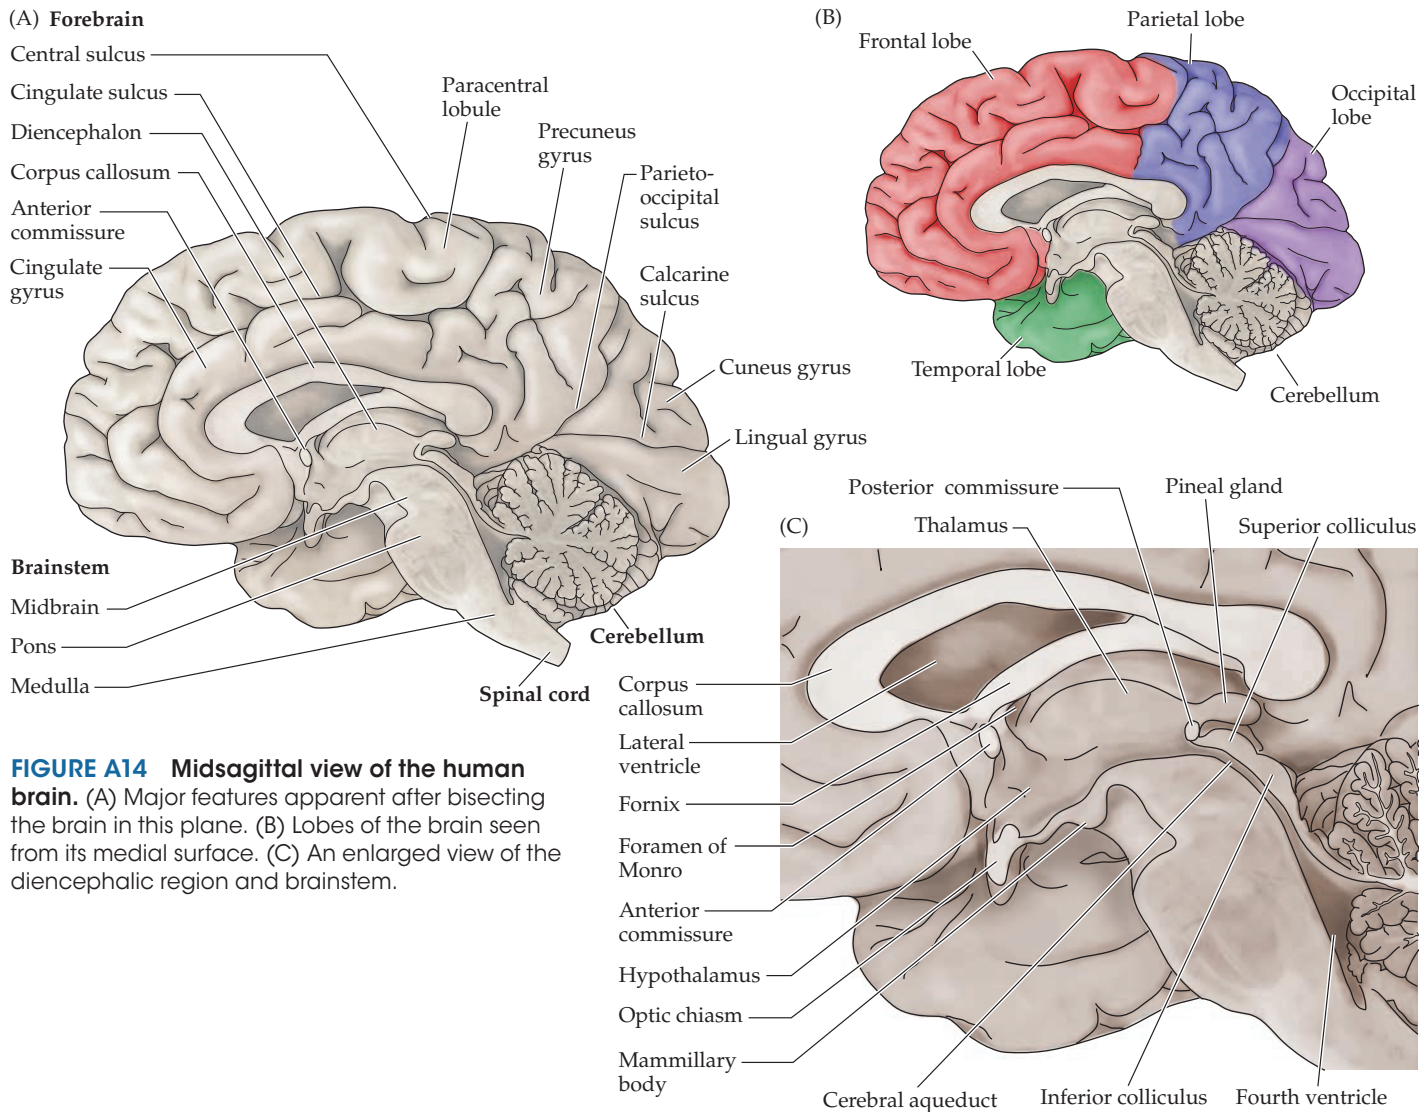 (A) Forebrain
Central sulcus
Cingulate sulcus
Diencephalon
Corpus callosum
Anterior
commissure
Cingulate
gyrus
Paracentral
lobule
Precuneus
gyrus
Parieto-
occipital
sulcus
Calcarine
sulcus
Cuneus gyrus
Lingual gyrus
Brainstem
Midbrain
Pons
Medulla
Cerebellum
Spinal cord
(B)
Frontal lobe
Parietal lobe
Occipital
lobe
Temporal lobe
Cerebellum
(C)
Posterior commissure
Thalamus
Pineal gland
Superior colliculus
Corpus
callosum
Lateral
ventricle
Fornix
Foramen of
Monro
Anterior
commissure
Hypothalamus
Optic chiasm
Mammillary
body
Cerebral aqueduct
Inferior colliculus
Fourth ventricle
FIGURE A14 Midsagittal view of the human
brain. (A) Major features apparent after bisecting
the brain in this plane. (B) Lobes of the brain seen
from its medial surface. (C) An enlarged view of the
diencephalic region and brainstem.